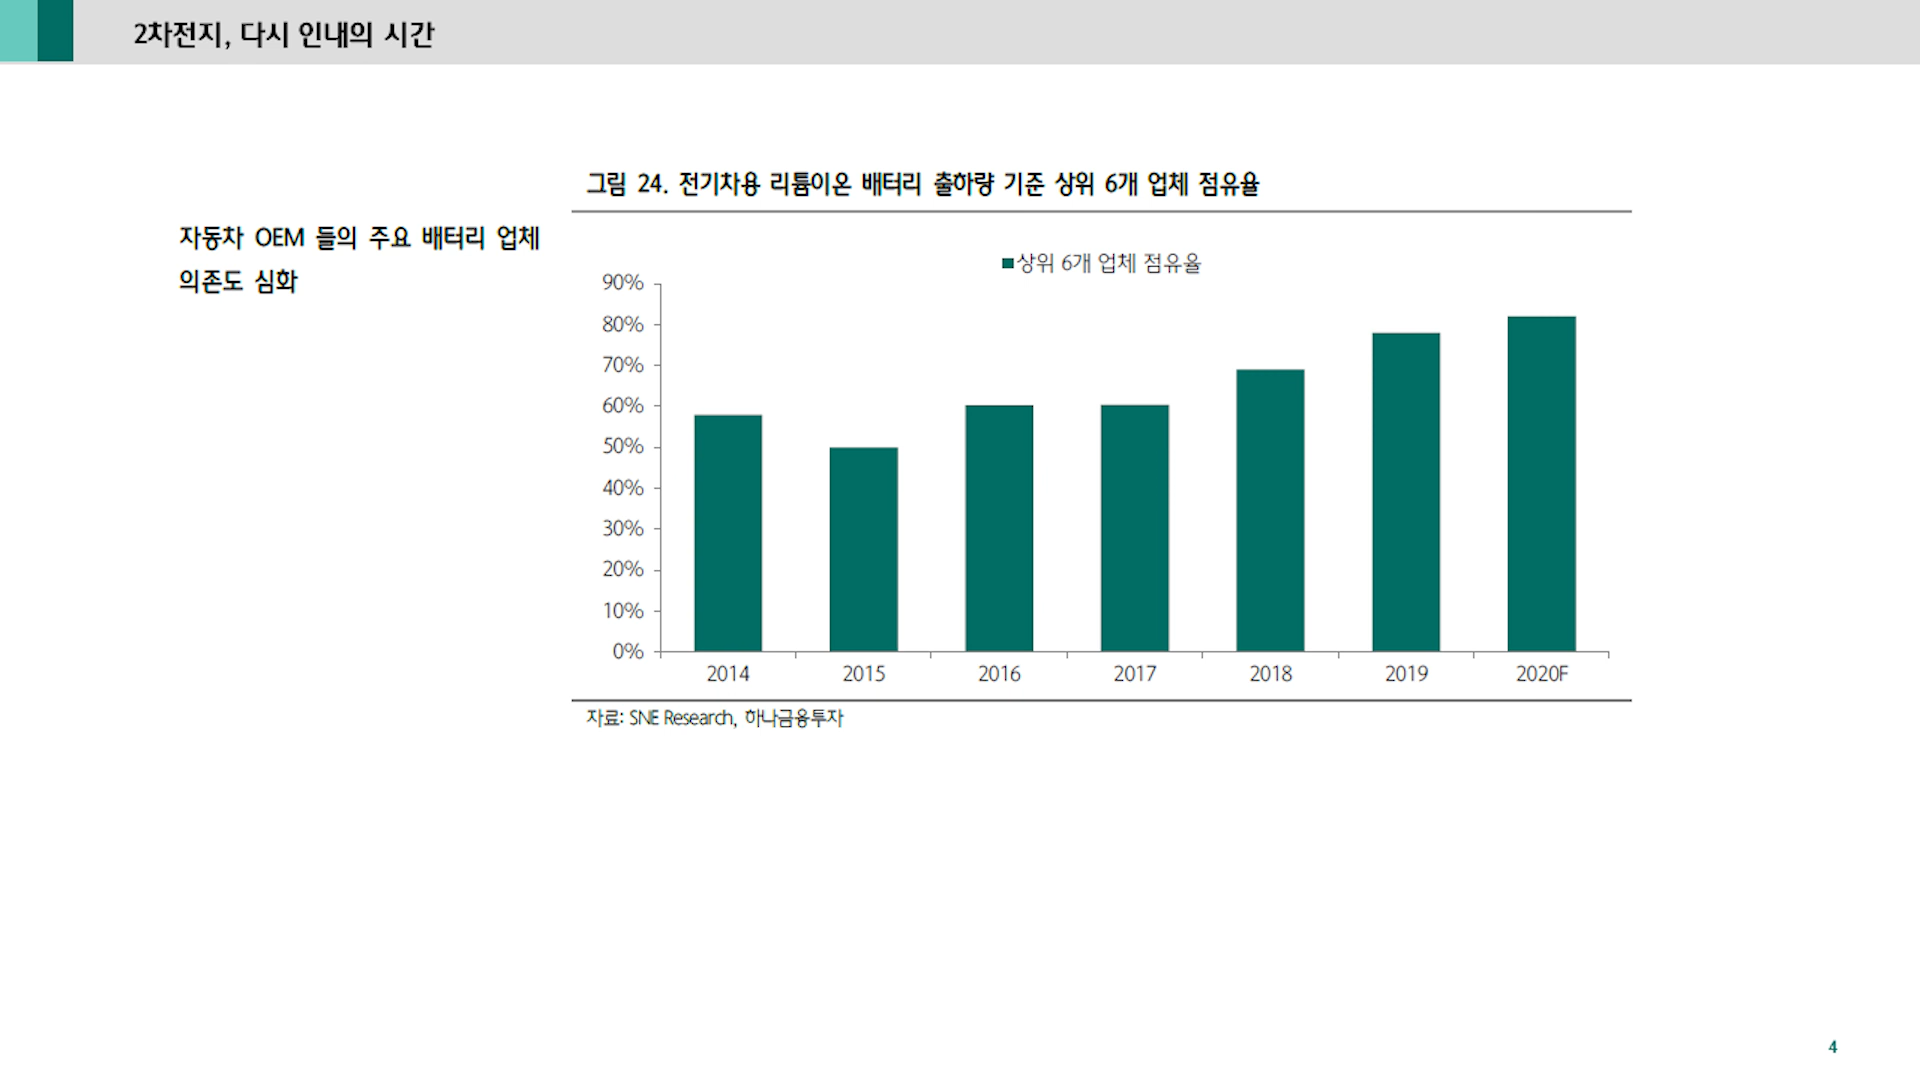 2차전지, 다시 인내의 시간
자동차 OEM 들의 주요 배터리 업체
의존도 심화
그림 24. 전기차용 리튬이온 배터리 출하량 기준 상위 6개 업체 점유율
상위 6개 업체 점유율
90%
80%
70%
60%
50%
40%
30%
20%
10%
0%
2014 2015 2016 2017 2018 2019 2020F
자료: SNE Research, 하나금융투자
4